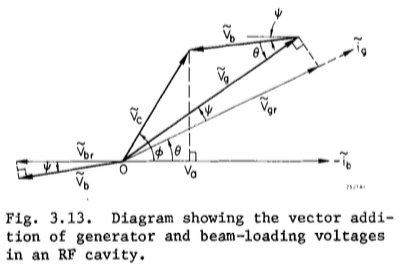 ψ
Ṽb
θ
ĩg
Ṽg
Ṽgr
Ṽc
ψ
Ṽbr
ϕ
θ
ψ
Ṽb
O
Va
-ĩb
Fig. 3.13. Diagram showing the vector addi-
tion of generator and beam-loading voltages
in an RF cavity.